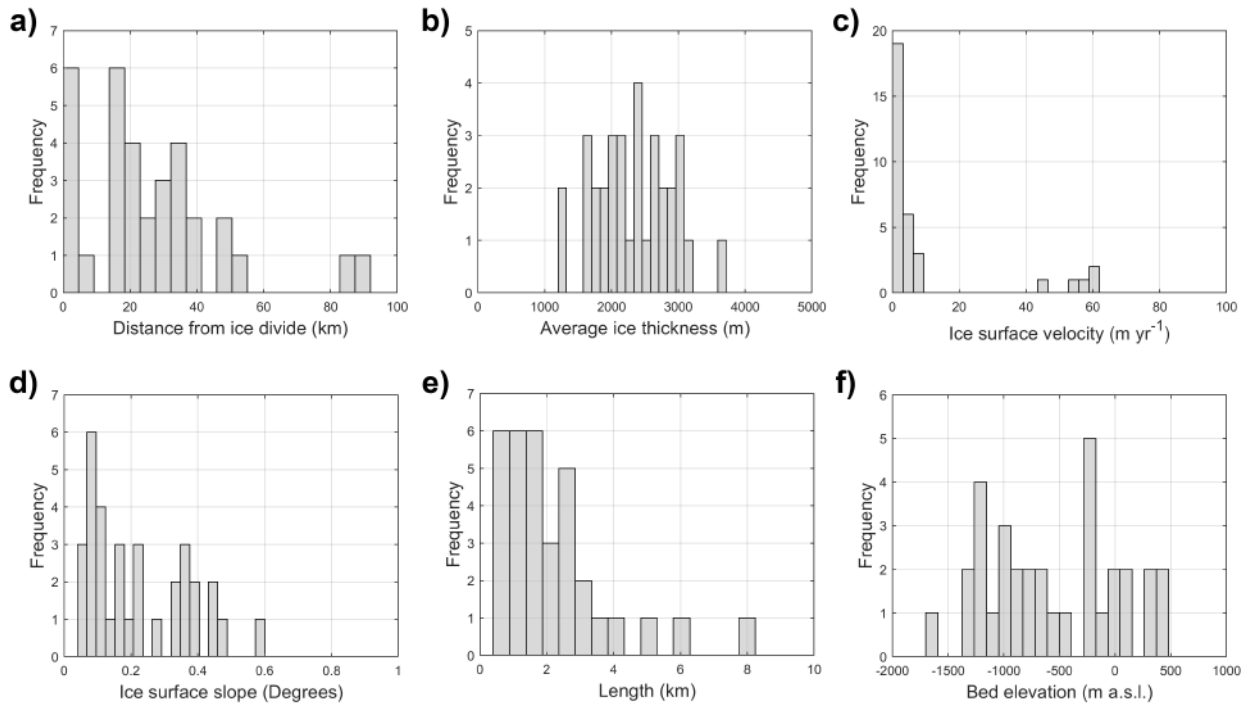 a)
7
6
5
4
3
2
1
0
Frequency
0 20 40 60 80 100
Distance from ice divide (km)
b)
5
4
3
2
1
0
Frequency
0 1000 2000 3000 4000 5000
Average ice thickness (m)
c)
20
15
10
5
0
Frequency
0 20 40 60 80 100
Ice surface velocity (m yr⁻¹)
d)
7
6
5
4
3
2
1
0
Frequency
0 0.2 0.4 0.6 0.8 1
Ice surface slope (Degrees)
e)
7
6
5
4
3
2
1
0
Frequency
0 2 4 6 8 10
Length (km)
f)
6
5
4
3
2
1
0
Frequency
-2000 -1500 -1000 -500 0 500 1000
Bed elevation (m a.s.l.)